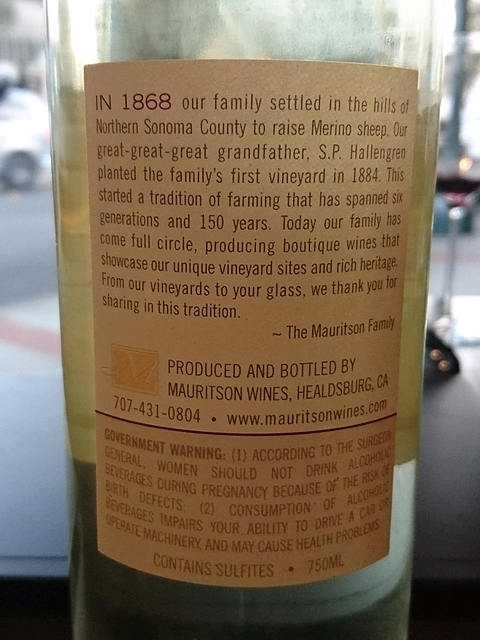 IN 1868 our family settled in the hills of
Northern Sonoma County to raise Merino sheep. Our
great-great-great grandfather, S.P. Hallengren
planted the family's first vineyard in 1884. This
started a tradition of farming that has spanned six
generations and 150 years. Today our family has
come full circle, producing boutique wines that
showcase our unique vineyard sites and rich heritage.
From our vineyards to your glass, we thank you for
sharing in this tradition.
~ The Mauritson Family
M
PRODUCED AND BOTTLED BY
MAURITSON WINES, HEALDSBURG, CA
707-431-0804 • www.mauritsonwines.com
GOVERNMENT WARNING: (1) ACCORDING TO THE SURGEON
GENERAL, WOMEN SHOULD NOT DRINK ALCOHOLIC
BEVERAGES DURING PREGNANCY BECAUSE OF THE RISK OF
BIRTH DEFECTS. (2) CONSUMPTION OF ALCOHOLIC
BEVERAGES IMPAIRS YOUR ABILITY TO DRIVE A CAR OR
OPERATE MACHINERY, AND MAY CAUSE HEALTH PROBLEMS.
CONTAINS SULFITES • 750ML